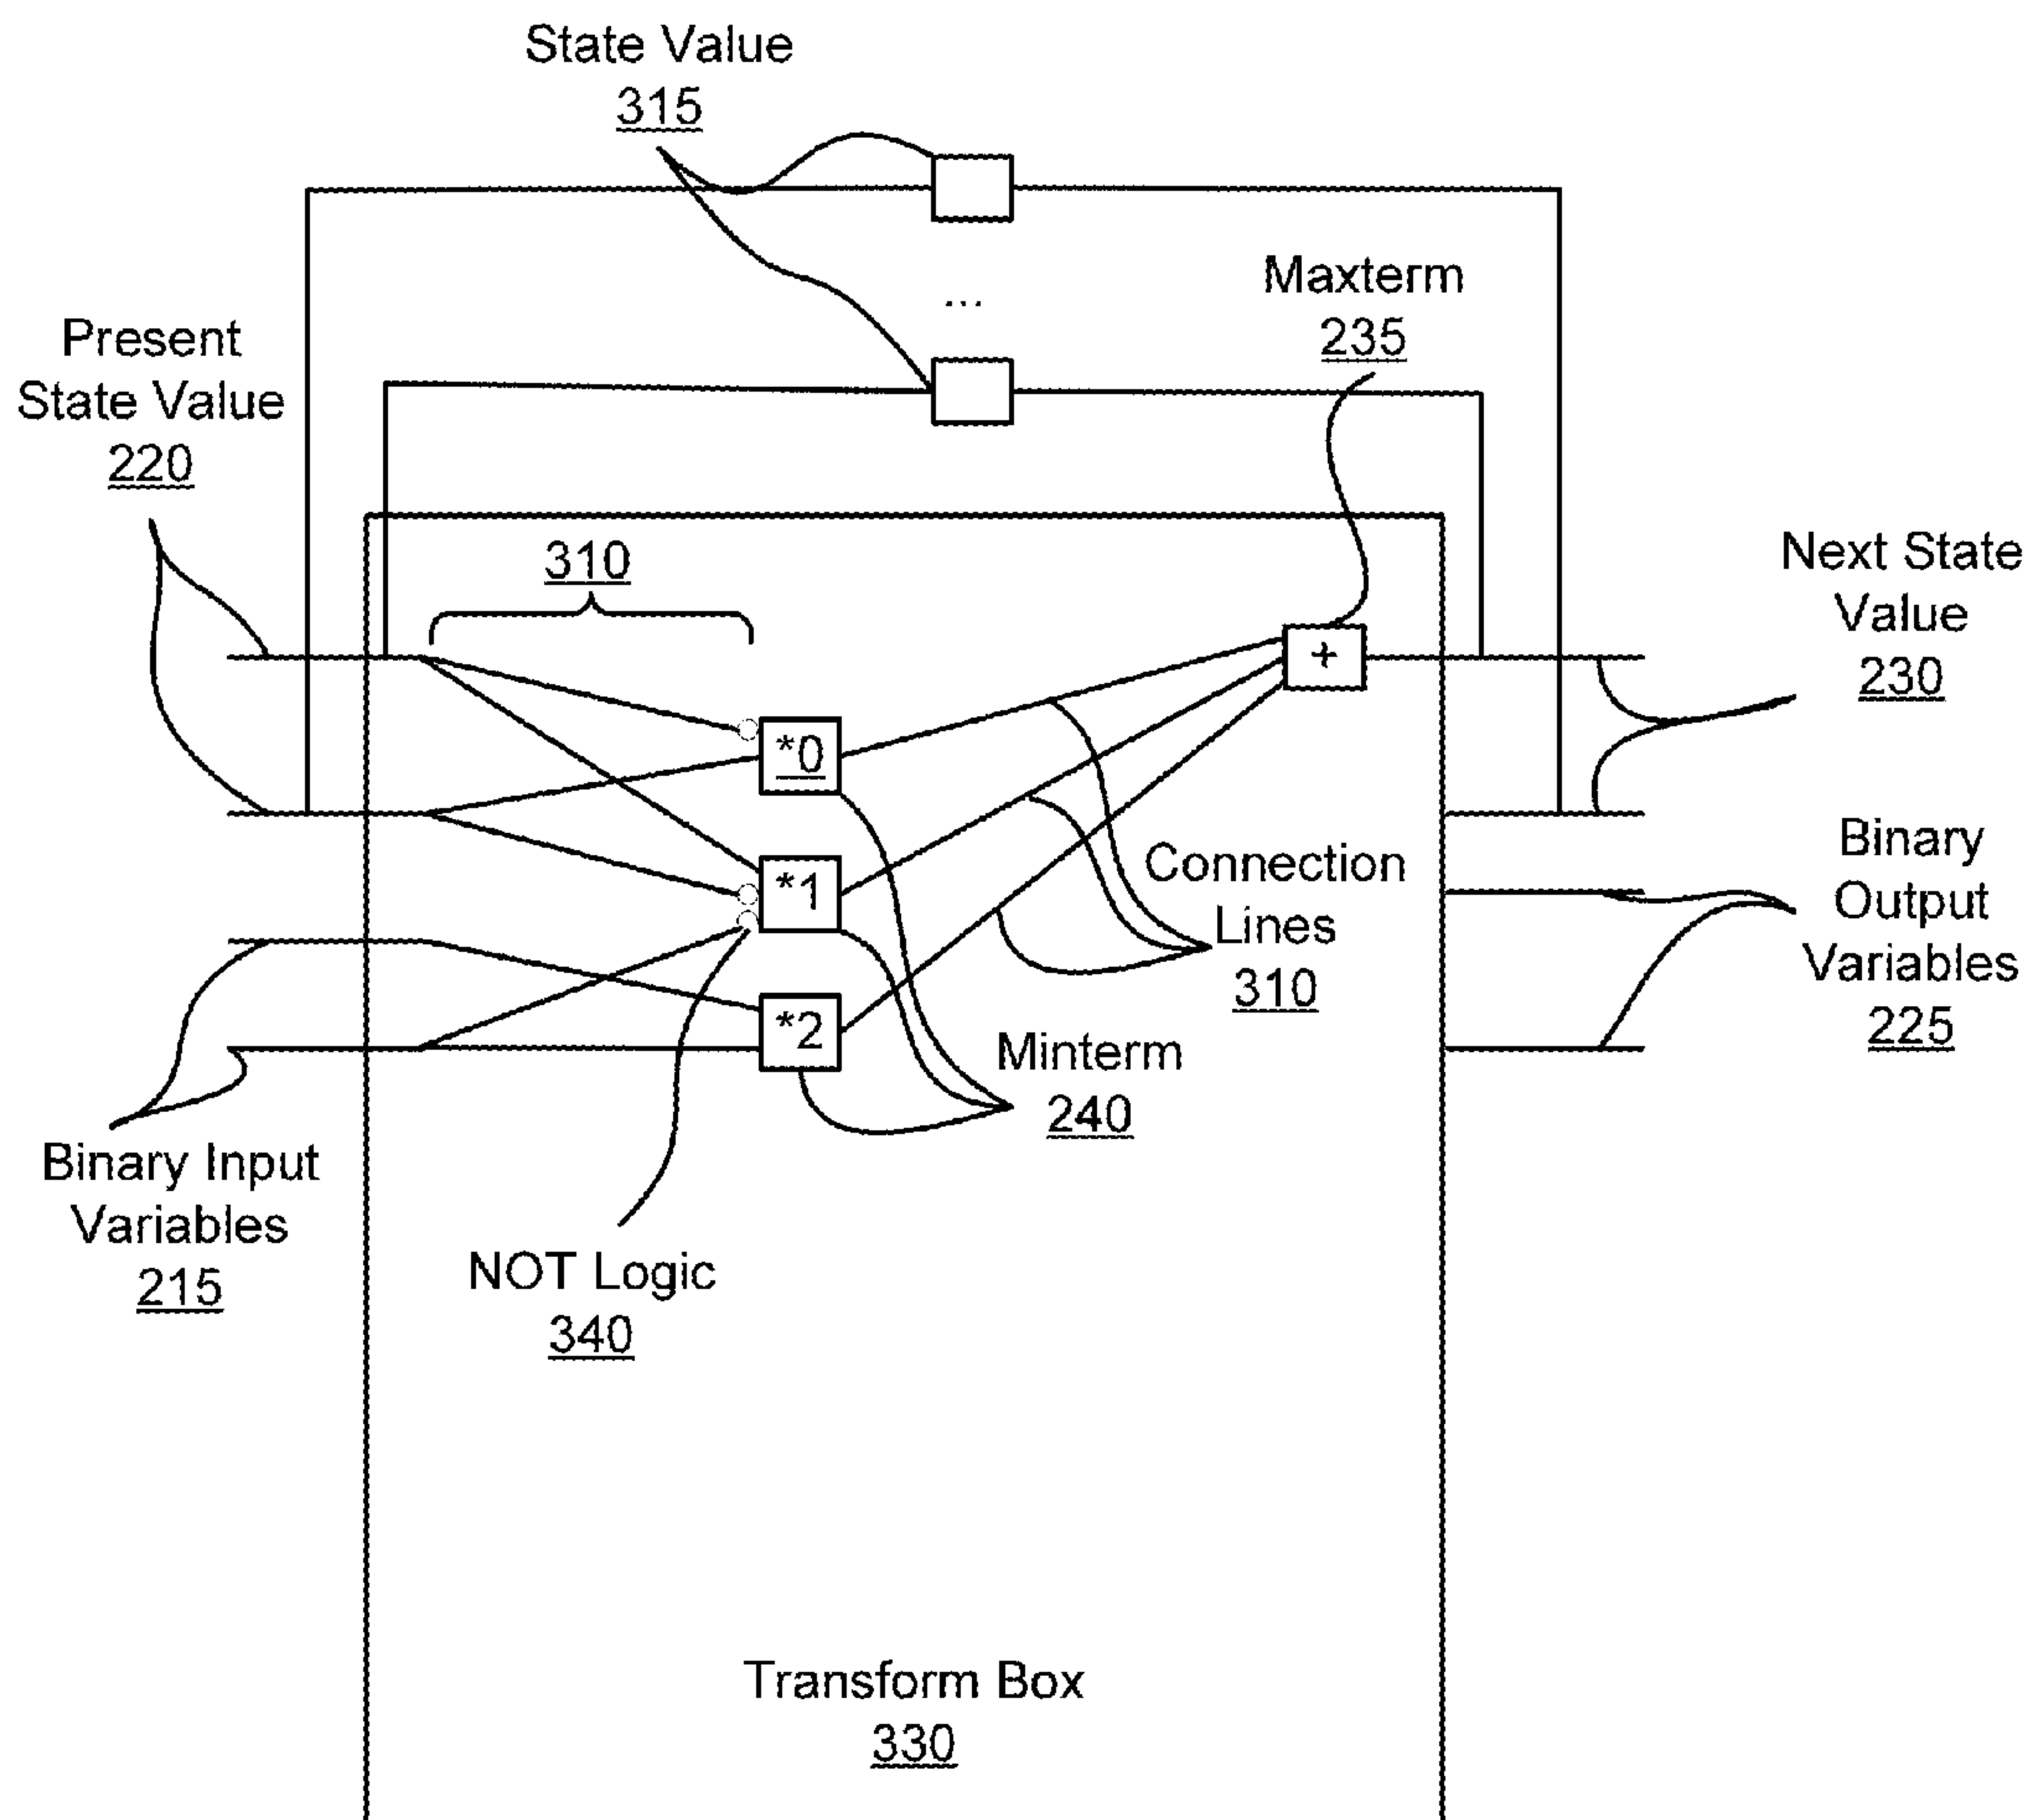 State Value
315
Maxterm
235
Present
State Value
220
...
310
Next State
Value
230
+
*0
*1
*2
Connection
Lines
310
Binary
Output
Variables
225
Minterm
240
Binary Input
Variables
215
NOT Logic
340
Transform Box
330